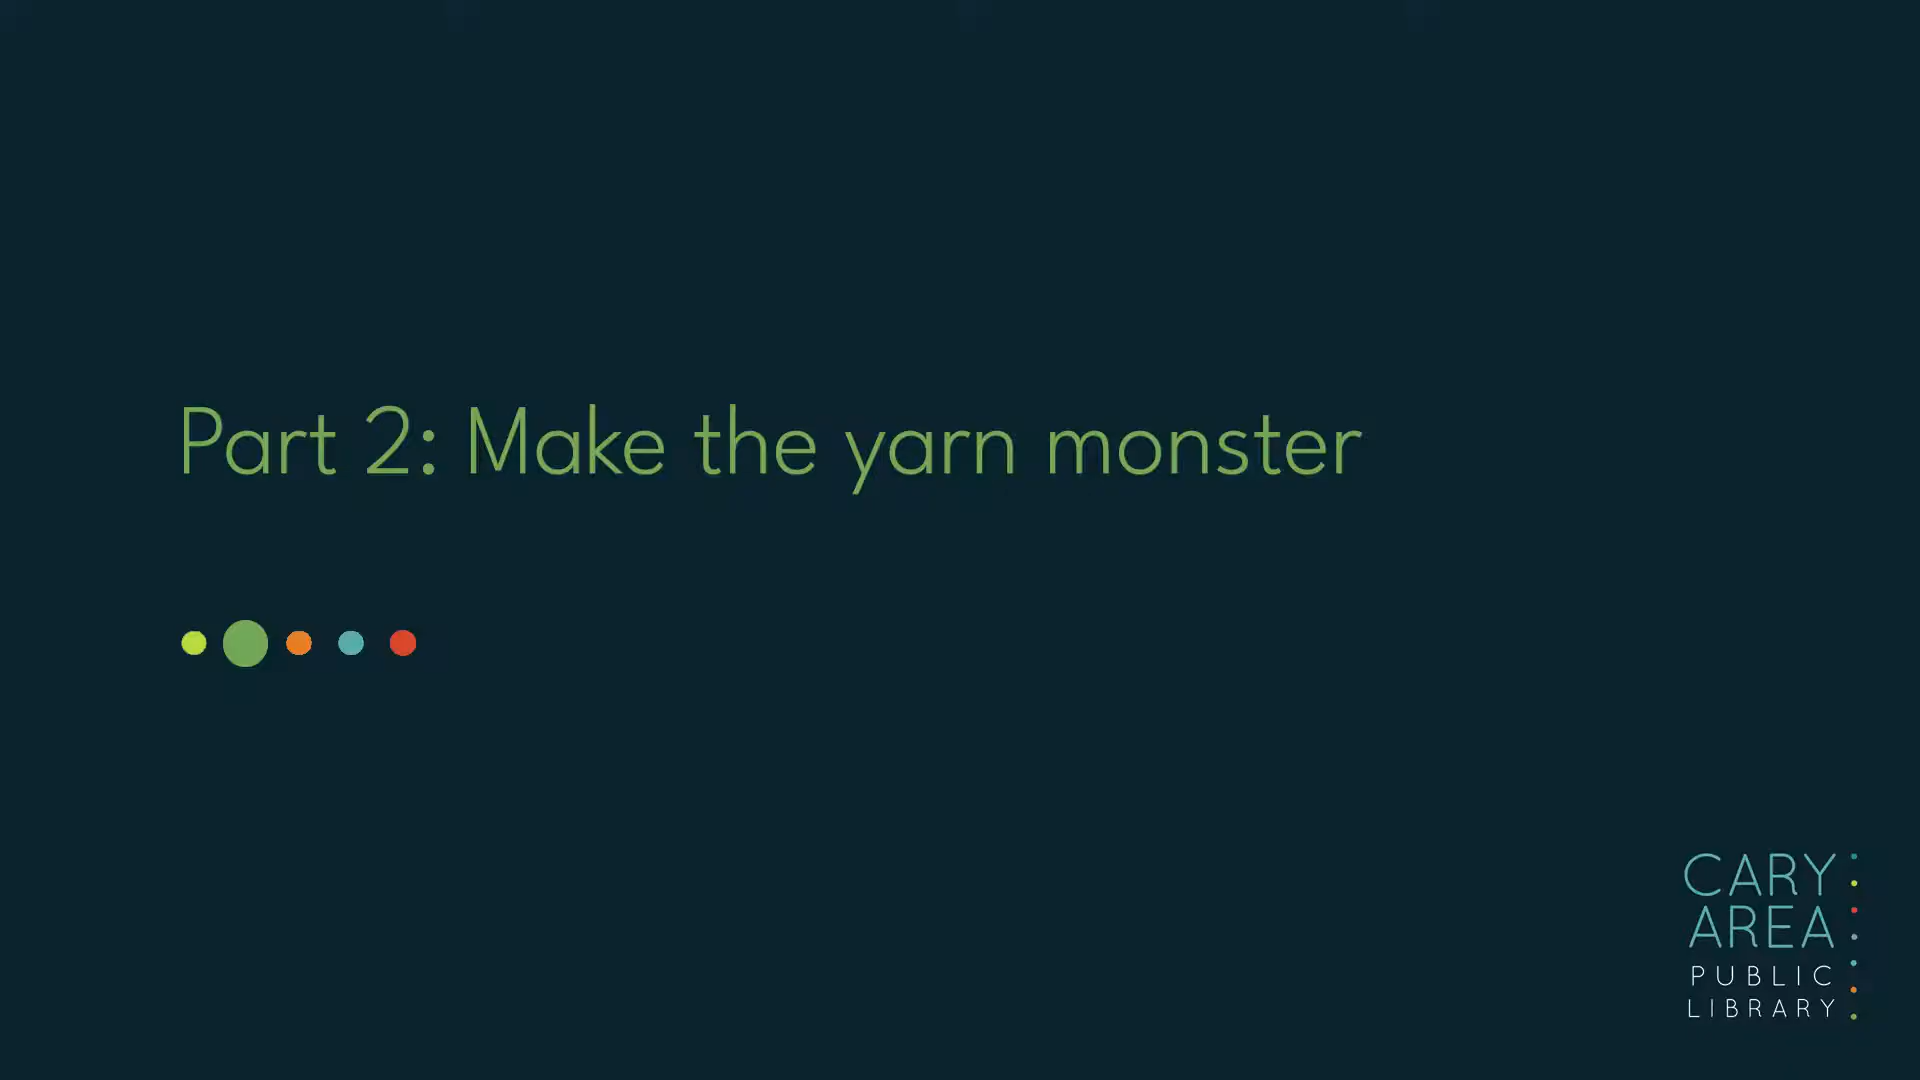 Part 2: Make the yarn monster
CARY
AREA
PUBLIC
LIBRARY